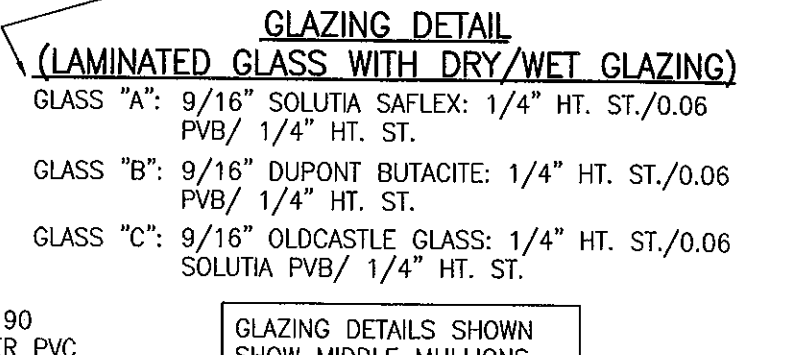 GLAZING DETAIL
(LAMINATED GLASS WITH DRY/WET GLAZING)
GLASS "A": 9/16" SOLUTIA SAFLEX: 1/4" HT. ST./0.06
PVB/ 1/4" HT. ST.
GLASS "B": 9/16" DUPONT BUTACITE: 1/4" HT. ST./0.06
PVB/ 1/4" HT. ST.
GLASS "C": 9/16" OLDCASTLE GLASS: 1/4" HT. ST./0.06
SOLUTIA PVB/ 1/4" HT. ST.
90
PVC
GLAZING DETAILS SHOWN
SHOW MIDDLE MULLIONS